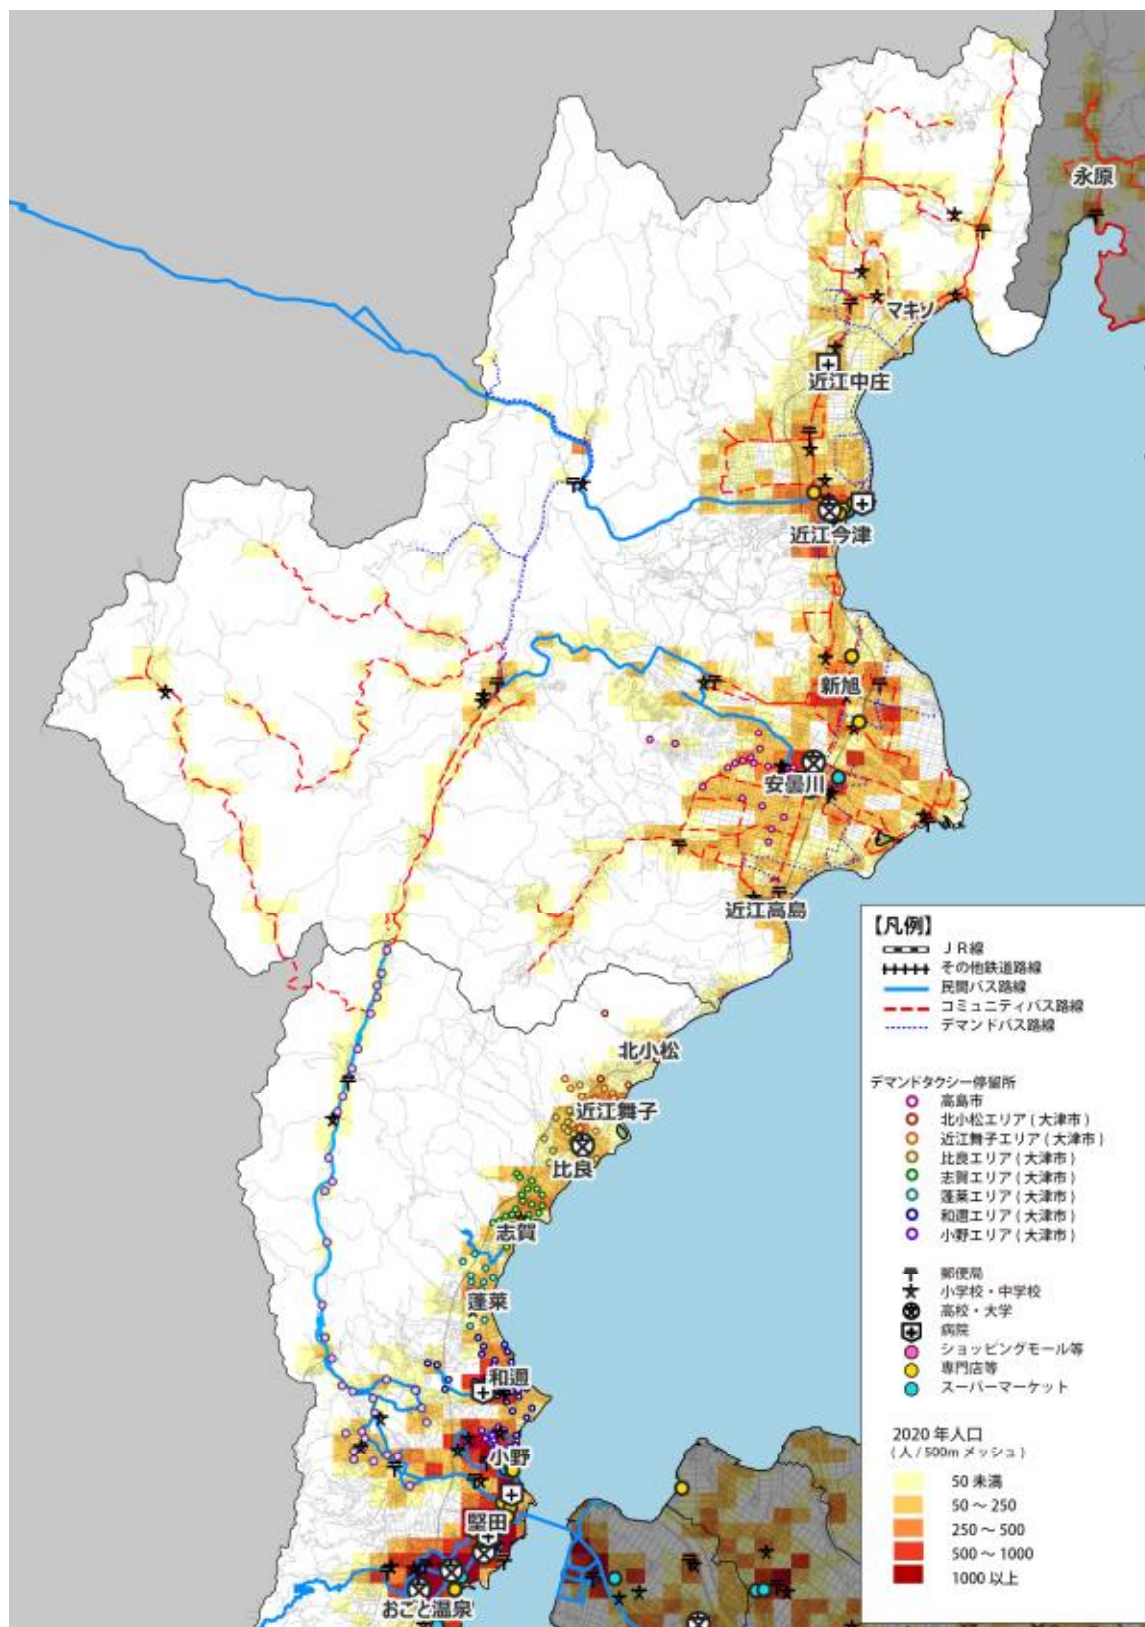 永原
マキノ
近江中庄
近江今津
新旭
安曇川
近江高島
北小松
近江舞子
比良
志賀
蓬莱
和邇
小野
堅田
おごと温泉
【凡例】
ＪＲ線
その他鉄道路線
民間バス路線
コミュニティバス路線
デマンドバス路線
デマンドタクシー停留所
高島市
北小松エリア(大津市)
近江舞子エリア(大津市)
比良エリア(大津市)
志賀エリア(大津市)
蓬莱エリア(大津市)
和邇エリア(大津市)
小野エリア(大津市)
郵便局
小学校・中学校
高校・大学
病院
ショッピングモール等
専門店等
スーパーマーケット
2020年人口
(人/500mメッシュ)
50未満
50～250
250～500
500～1000
1000以上